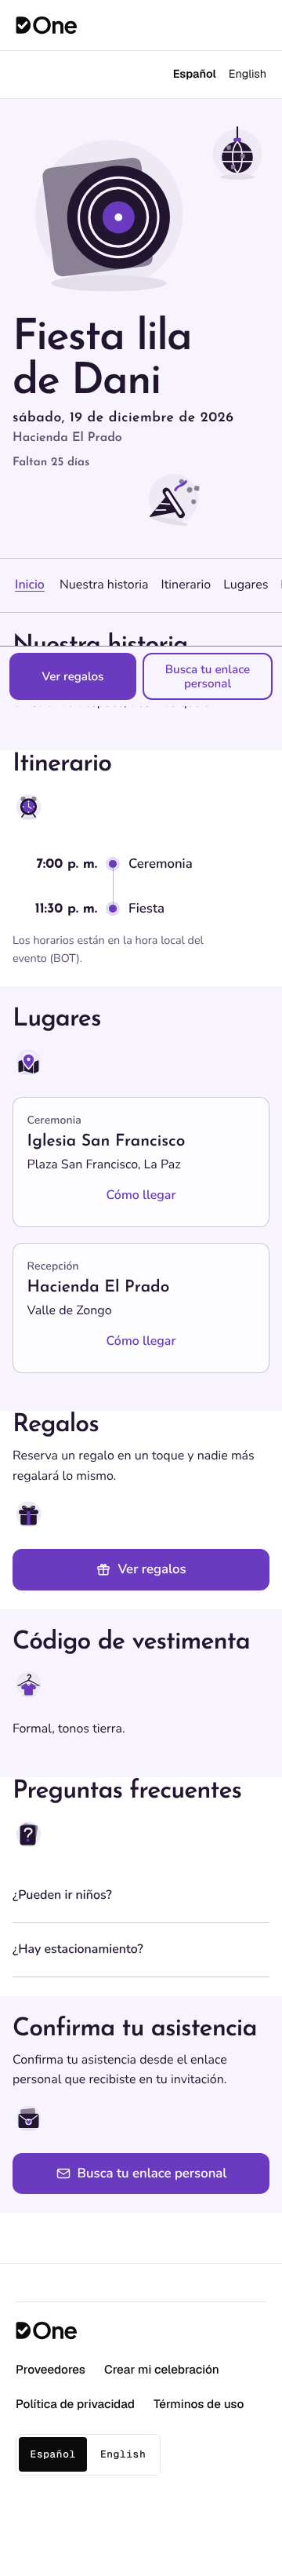 One
Español English
Fiesta lila
de Dani
sábado, 19 de diciembre de 2026
Hacienda El Prado
Faltan 25 días
Inicio Nuestra historia Itinerario Lugares
Nuestra historia
Ver regalos
Busca tu enlace
personal
Itinerario
7:00 p. m. Ceremonia
11:30 p. m. Fiesta
Los horarios están en la hora local del
evento (BOT).
Lugares
Ceremonia
Iglesia San Francisco
Plaza San Francisco, La Paz
Cómo llegar
Recepción
Hacienda El Prado
Valle de Zongo
Cómo llegar
Regalos
Reserva un regalo en un toque y nadie más
regalará lo mismo.
Ver regalos
Código de vestimenta
Formal, tonos tierra.
Preguntas frecuentes
¿Pueden ir niños?
¿Hay estacionamiento?
Confirma tu asistencia
Confirma tu asistencia desde el enlace
personal que recibiste en tu invitación.
Busca tu enlace personal
One
Proveedores Crear mi celebración
Política de privacidad Términos de uso
Español English